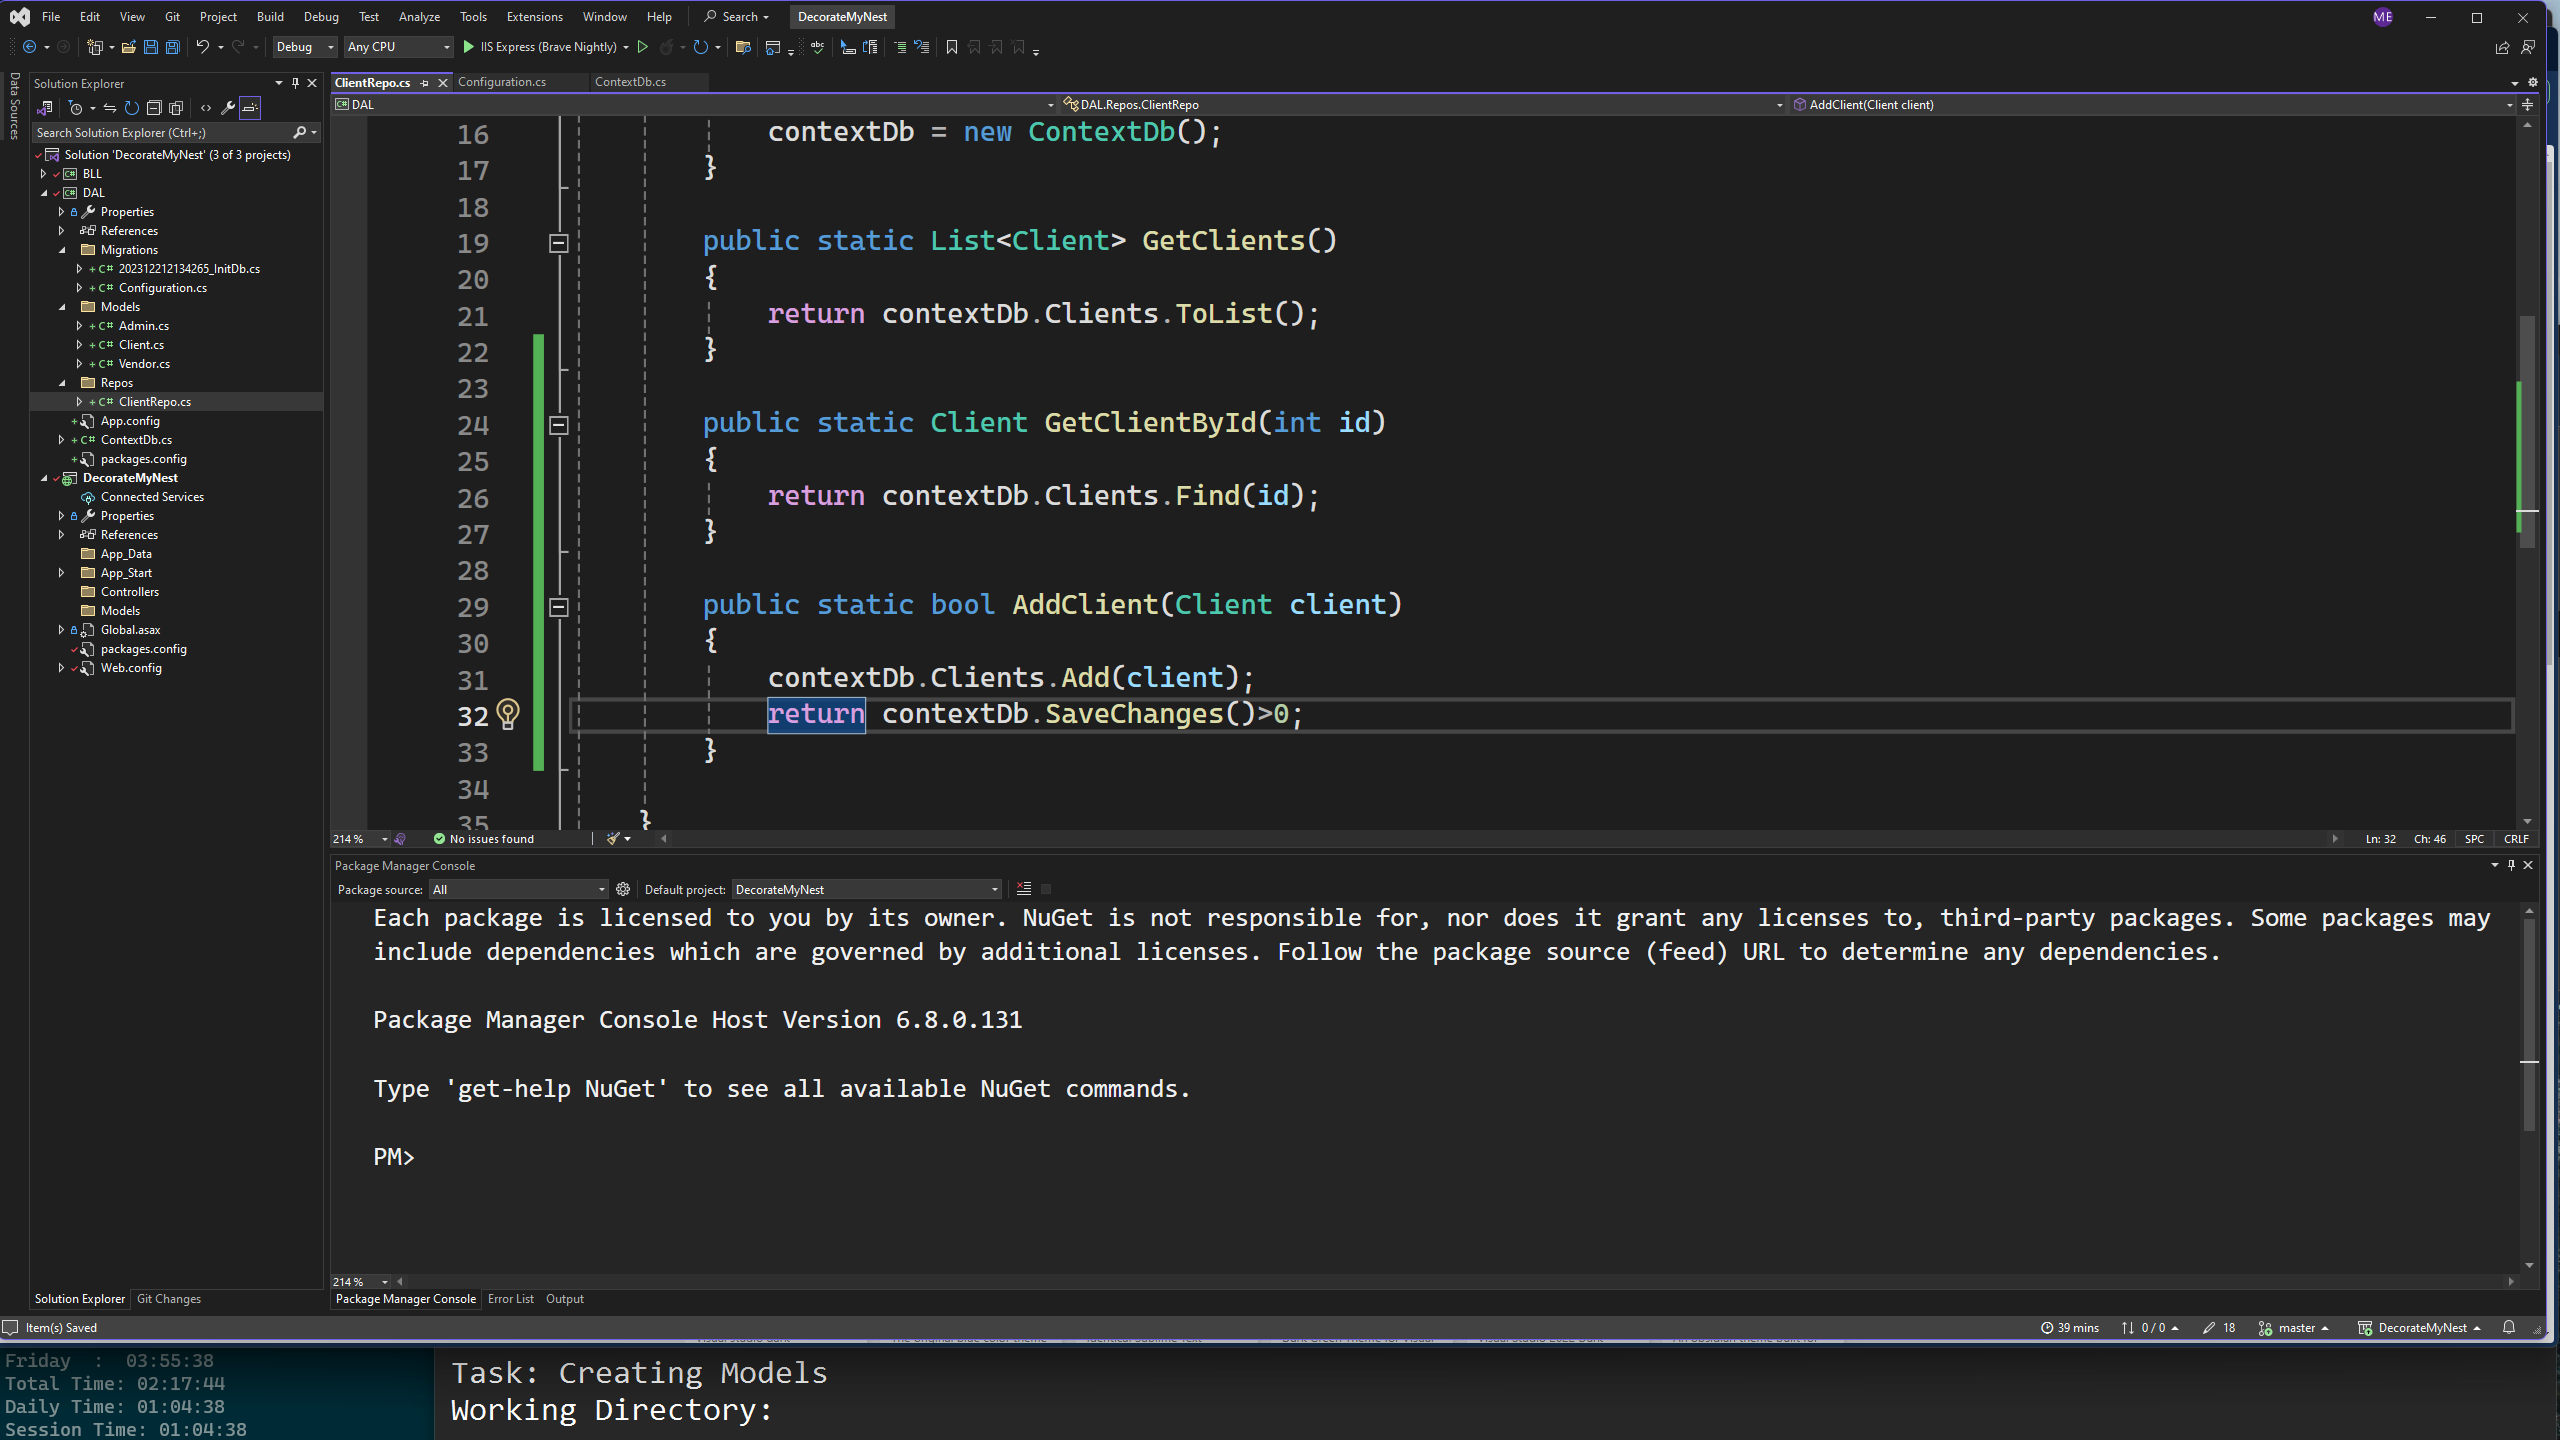 File Edit View Git Project Build Debug Test Analyze Tools Extensions Window Help Search DecorateMyNest ME
Debug Any CPU IIS Express (Brave Nightly)
Data Sources
Solution Explorer
Search Solution Explorer (Ctrl+;)
Solution 'DecorateMyNest' (3 of 3 projects)
BLL
DAL
Properties
References
Migrations
202312212134265_InitDb.cs
Configuration.cs
Models
Admin.cs
Client.cs
Vendor.cs
Repos
ClientRepo.cs
App.config
ContextDb.cs
packages.config
DecorateMyNest
Connected Services
Properties
References
App_Data
App_Start
Controllers
Models
Global.asax
packages.config
Web.config
Solution Explorer Git Changes
ClientRepo.cs Configuration.cs ContextDb.cs
DAL DAL.Repos.ClientRepo AddClient(Client client)
16 contextDb = new ContextDb();
17 }
18
19 public static List<Client> GetClients()
20 {
21 return contextDb.Clients.ToList();
22 }
23
24 public static Client GetClientById(int id)
25 {
26 return contextDb.Clients.Find(id);
27 }
28
29 public static bool AddClient(Client client)
30 {
31 contextDb.Clients.Add(client);
32 return contextDb.SaveChanges()>0;
33 }
34
35 }
214 % No issues found Ln: 32 Ch: 46 SPC CRLF
Package Manager Console
Package source: All Default project: DecorateMyNest
Each package is licensed to you by its owner. NuGet is not responsible for, nor does it grant any licenses to, third-party packages. Some packages may
include dependencies which are governed by additional licenses. Follow the package source (feed) URL to determine any dependencies.
Package Manager Console Host Version 6.8.0.131
Type 'get-help NuGet' to see all available NuGet commands.
PM>
214 %
Package Manager Console Error List Output
Item(s) Saved 39 mins 0 / 0 18 master DecorateMyNest
Friday : 03:55:38
Total Time: 02:17:44
Daily Time: 01:04:38
Session Time: 01:04:38
Task: Creating Models
Working Directory: